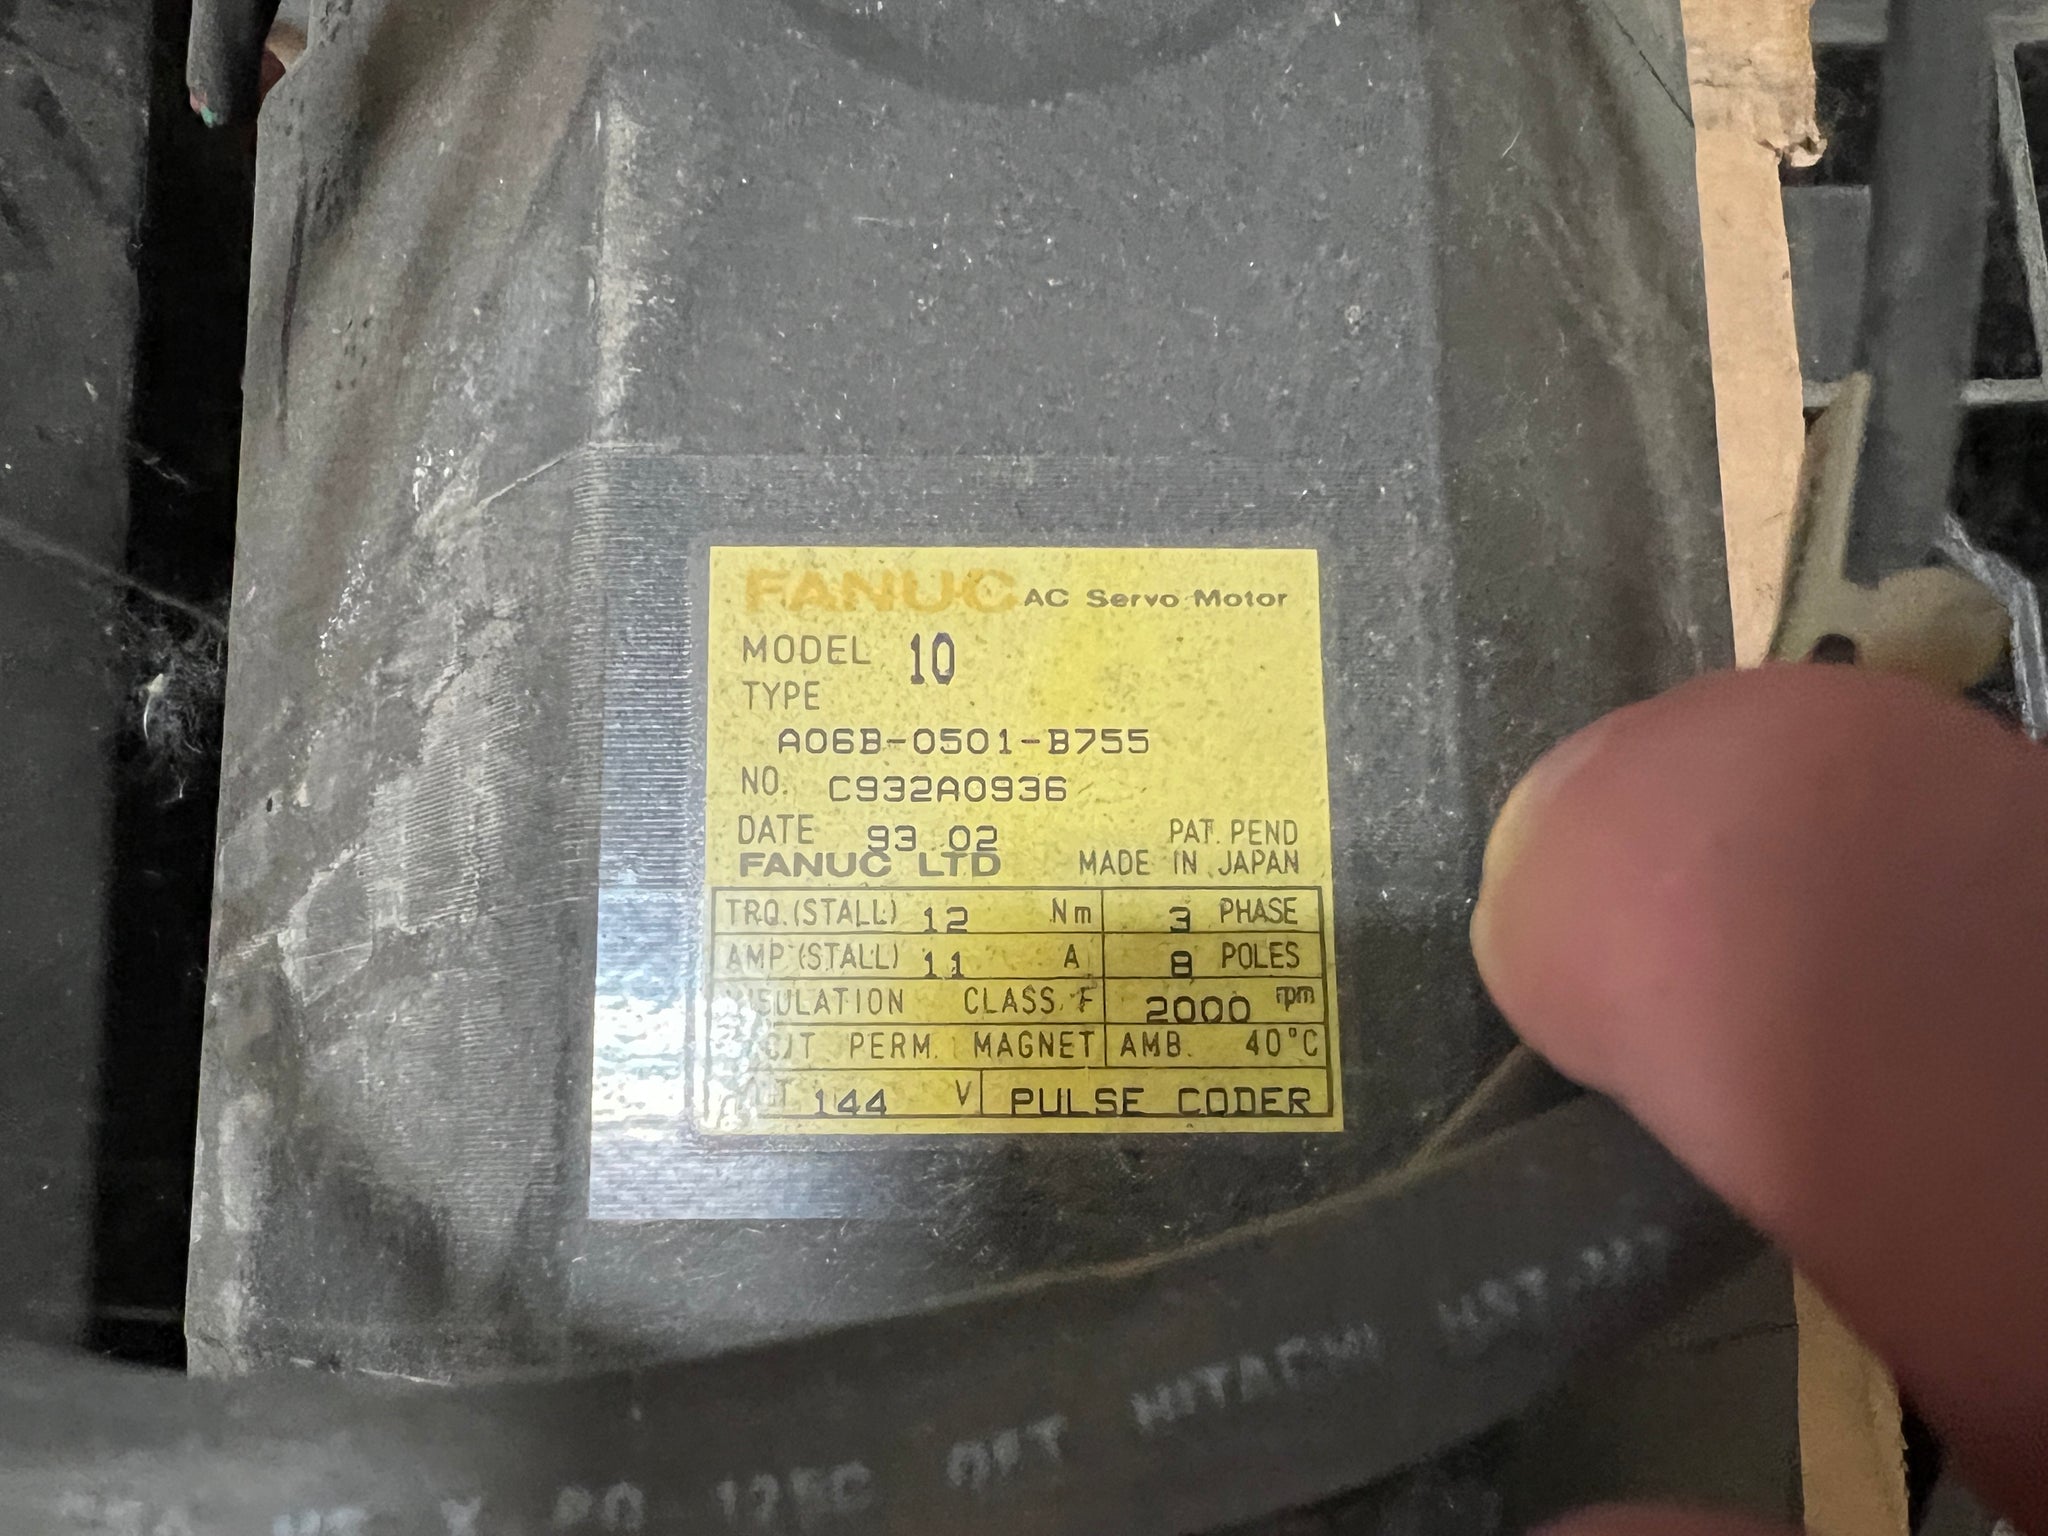 FANUC AC Servo Motor
MODEL 10
TYPE
A06B-0501-B755
NO. C932A0936
DATE 93 02 PAT. PEND
FANUC LTD MADE IN JAPAN
TRQ.(STALL) 12 Nm 3 PHASE
AMP.(STALL) 11 A 8 POLES
CLASS F 2000 rpm
PERM. MAGNET AMB. 40°C
144 V PULSE CODER
125C OFT HITACHI